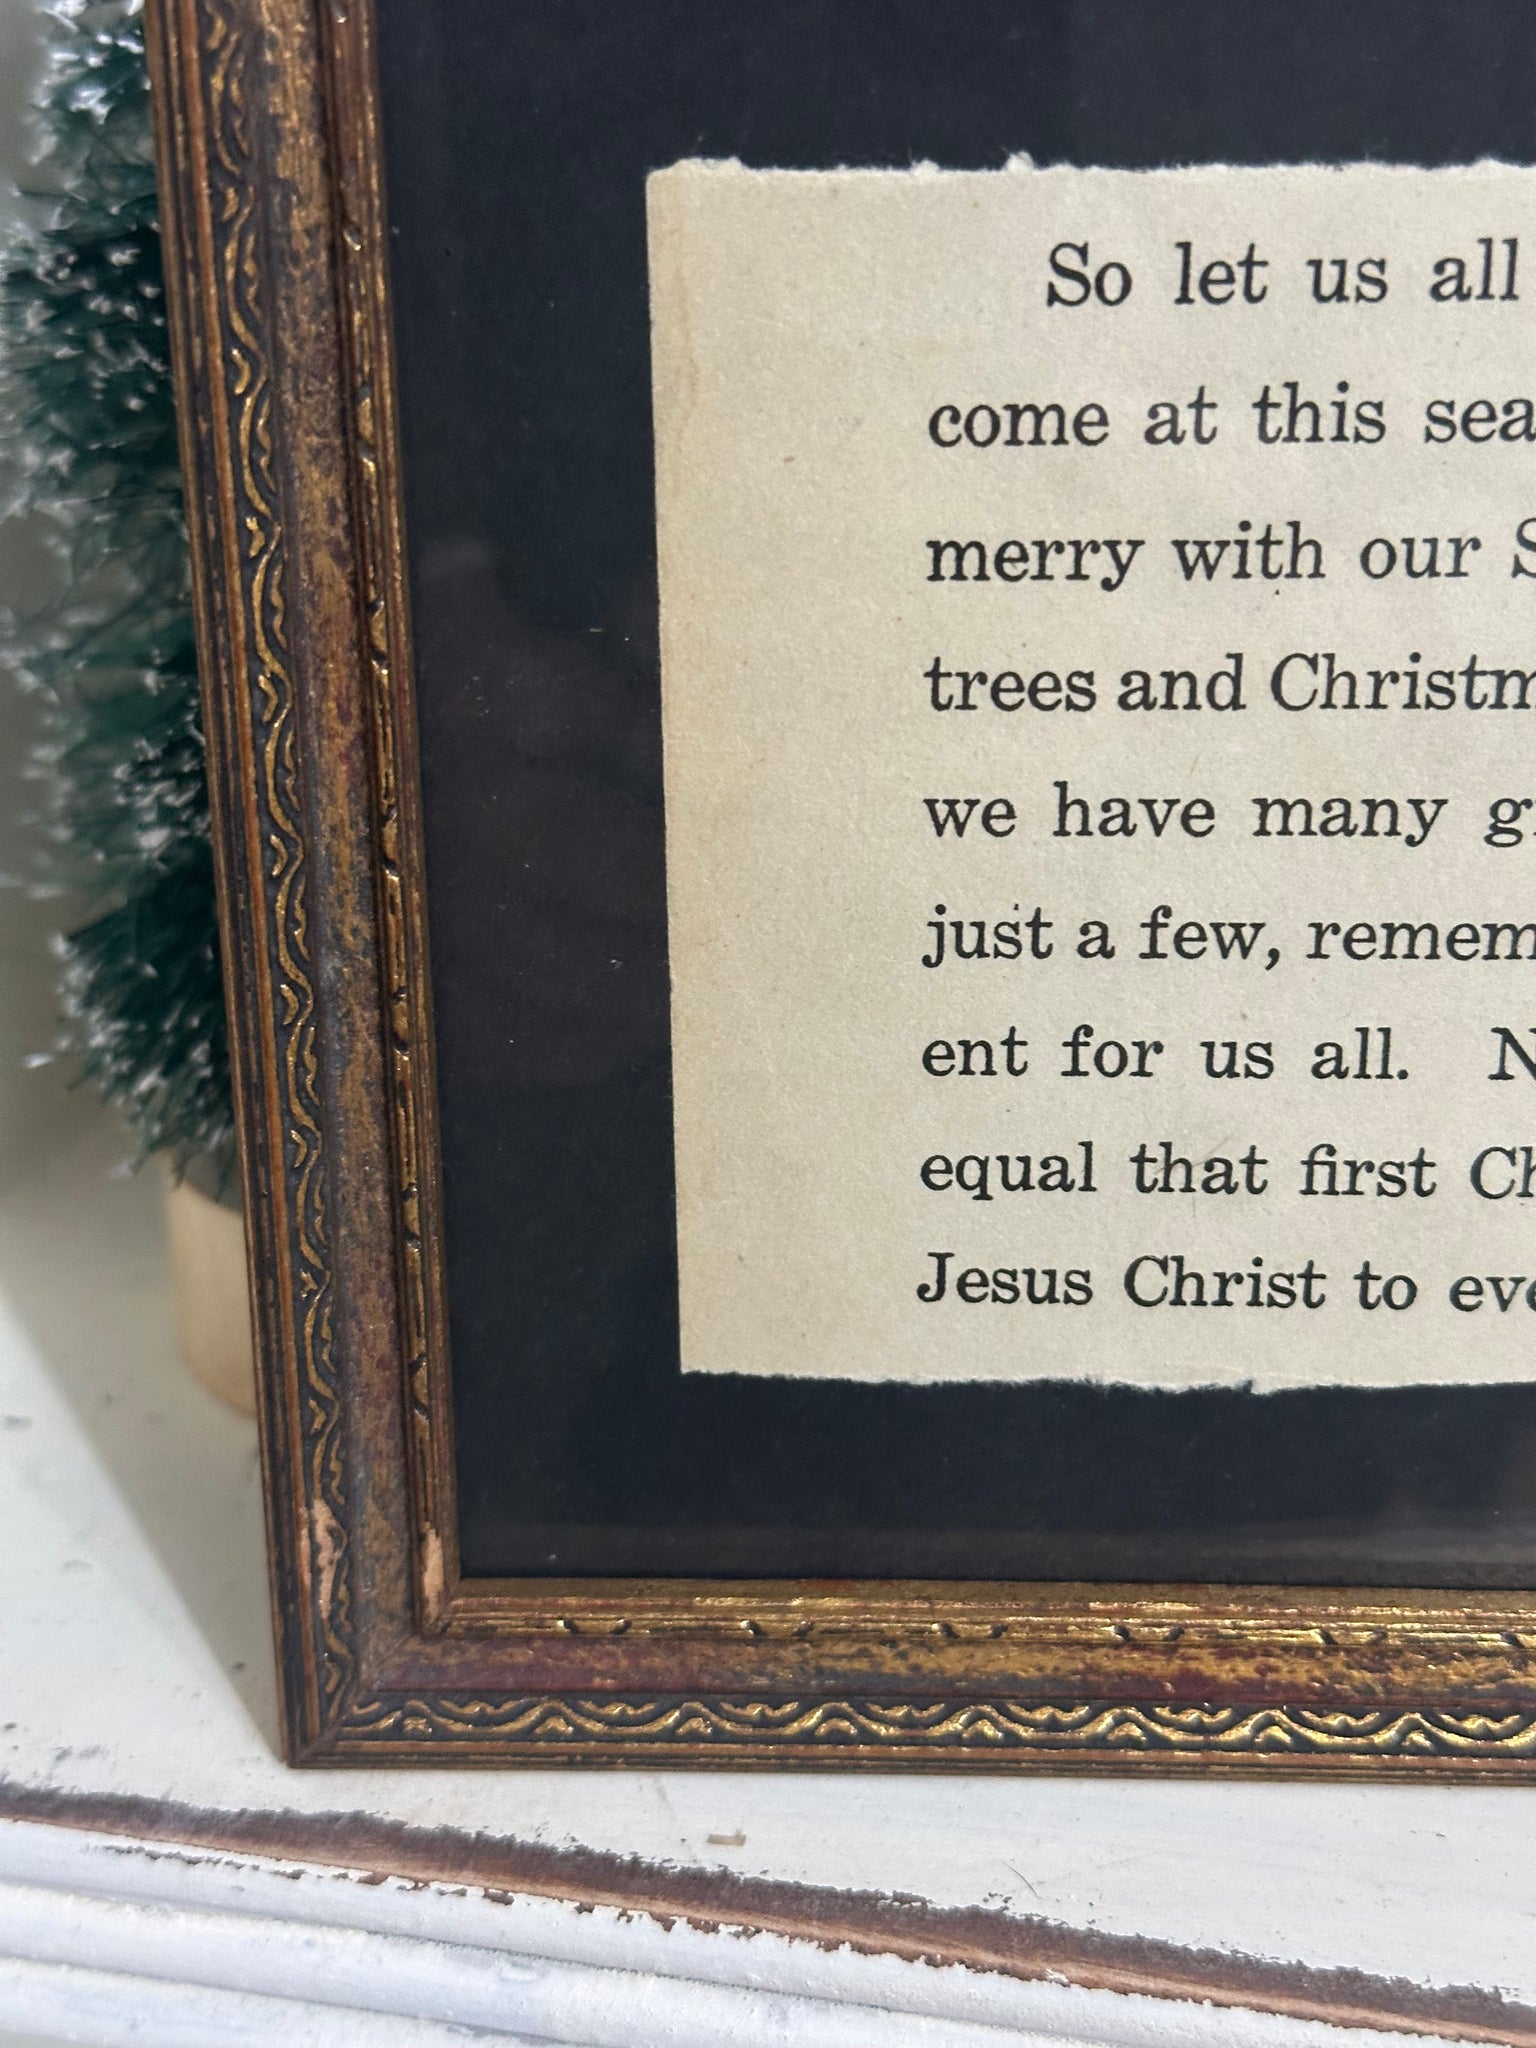 So let us all
come at this sea
merry with our S
trees and Christm
we have many g
just a few, remem
ent for us all. N
equal that first Ch
Jesus Christ to eve